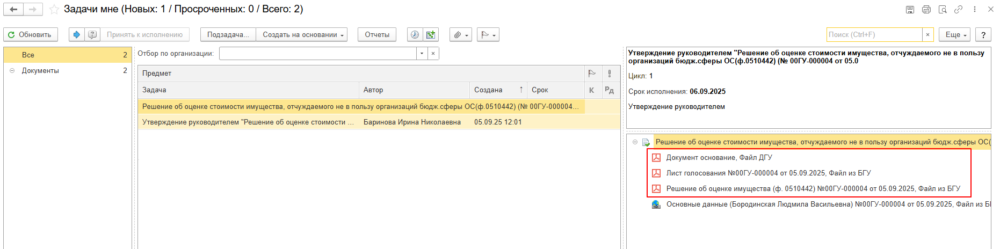 Задачи мне (Новых: 1 / Просроченных: 0 / Всего: 2)
Обновить
Принять к исполнению
Подзадача...
Создать на основании
Отчеты
Поиск (Ctrl+F)
×
Еще
?
Все 2
Документы 2
Отбор по организации:
×
Предмет
Задача Автор Создана ↑ Срок К Рд
Решение об оценке стоимости имущества, отчуждаемого не в пользу организаций бюдж.сферы ОС(ф.0510442) (№ 00ГУ-000004...
Утверждение руководителем "Решение об оценке стоимости ... Баринова Ирина Николаевна 05.09.25 12:01
Утверждение руководителем "Решение об оценке стоимости имущества, отчуждаемого не в пользу
организаций бюдж.сферы ОС(ф.0510442) (№ 00ГУ-000004 от 05.0
Цикл: 1
Срок исполнения: 06.09.2025
Утверждение руководителем
Решение об оценке стоимости имущества, отчуждаемого не в пользу организаций бюдж.сферы ОС(
Документ основание, Файл ДГУ
Лист голосования №00ГУ-000004 от 05.09.2025, Файл из БГУ
Решение об оценке имущества (ф. 0510442) №00ГУ-000004 от 05.09.2025, Файл из БГУ
Основные данные (Бородинская Людмила Васильевна) №00ГУ-000004 от 05.09.2025, Файл из Б